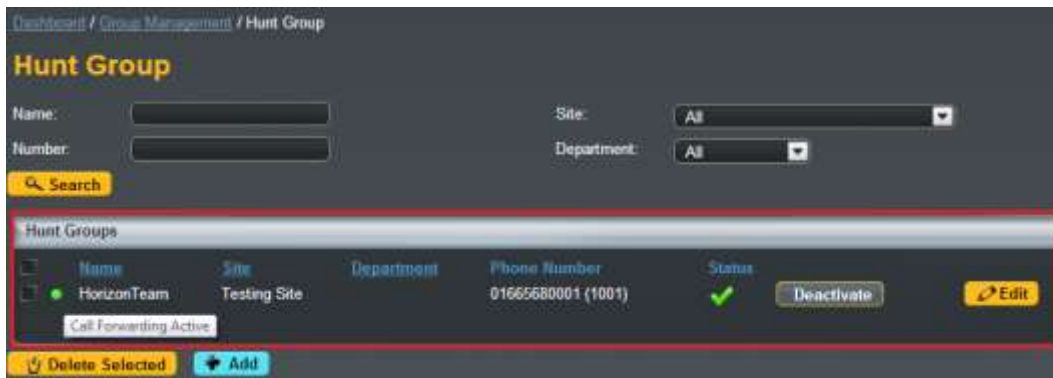 Dashboard / Group Management / Hunt Group
Hunt Group
Name:
Site: All
Number:
Department: All
Search
Hunt Groups
Name Site Department Phone Number Status
HorizonTeam Testing Site 01665680001 (1001) Deactivate Edit
Call Forwarding Active
Delete Selected Add